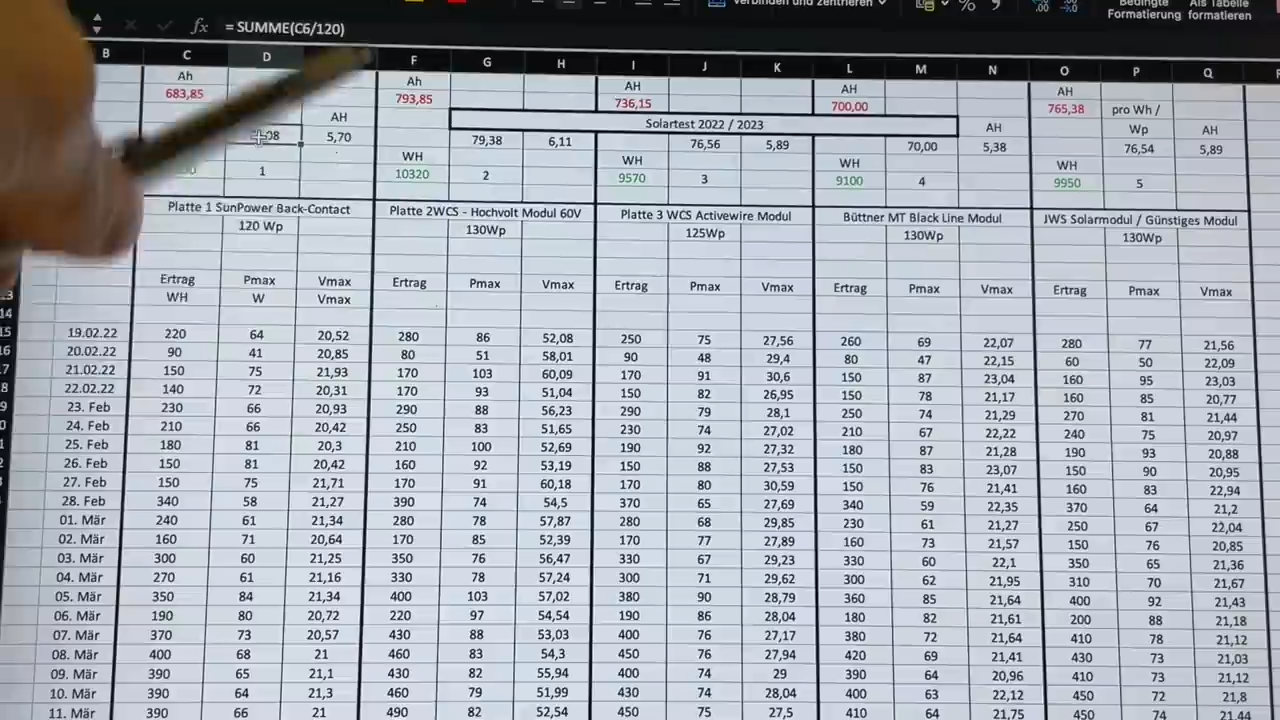 Verbinden und zentrieren
Bedingte Als Tabelle
Formatierung formatieren
fx =SUMME(C6/120)
B C D F G H I J K L M N O P Q
Ah Ah AH AH AH pro Wh /
683,85 793,85 736,15 700,00 765,38
AH Solartest 2022 / 2023 AH Wp AH
08 5,70 79,38 6,11 76,56 5,89 70,00 5,38 76,54 5,89
WH WH WH WH
1 10320 2 9570 3 9100 4 9950 5
Platte 1 SunPower Back-Contact Platte 2WCS - Hochvolt Modul 60V Platte 3 WCS Activewire Modul Büttner MT Black Line Modul JWS Solarmodul / Günstiges Modul
120 Wp 130Wp 125Wp 130Wp 130Wp
Ertrag Pmax Vmax Ertrag Pmax Vmax Ertrag Pmax Vmax Ertrag Pmax Vmax Ertrag Pmax Vmax
WH W Vmax
19.02.22 220 64 20,52 280 86 52,08 250 75 27,56 260 69 22,07 280 77 21,56
20.02.22 90 41 20,85 80 51 58,01 90 48 29,4 80 47 22,15 60 50 22,09
21.02.22 150 75 21,93 170 103 60,09 170 91 30,6 150 87 23,04 160 95 23,03
22.02.22 140 72 20,31 170 93 51,04 150 82 26,95 150 78 21,17 160 85 20,77
23. Feb 230 66 20,93 290 88 56,23 290 79 28,1 250 74 21,29 270 81 21,44
24. Feb 210 66 20,42 250 83 51,65 230 74 27,02 210 67 22,22 240 75 20,97
25. Feb 180 81 20,3 210 100 52,69 190 92 27,32 180 87 21,28 190 93 20,88
26. Feb 150 81 20,42 160 92 53,19 150 88 27,53 150 83 23,07 150 90 20,95
27. Feb 150 75 21,71 170 91 60,18 170 80 30,59 150 76 21,41 160 83 22,94
28. Feb 340 58 21,27 390 74 54,5 370 65 27,69 340 59 22,35 370 64 21,2
01. Mär 240 61 21,34 280 78 57,87 280 68 29,85 230 61 21,27 250 67 22,04
02. Mär 160 71 20,64 170 85 52,39 170 77 27,89 160 73 21,57 150 76 20,85
03. Mär 300 60 21,25 350 76 56,47 330 67 29,23 330 60 22,1 350 65 21,36
04. Mär 270 61 21,16 330 78 57,24 300 71 29,62 300 62 21,95 310 70 21,67
05. Mär 350 84 21,34 400 103 57,02 380 90 28,79 360 85 21,64 400 92 21,43
06. Mär 190 80 20,72 220 97 54,54 190 86 28,04 180 82 21,61 200 88 21,18
07. Mär 370 73 20,57 430 88 53,03 400 76 27,17 380 72 21,64 410 78 21,12
08. Mär 400 68 21 460 83 54,3 450 76 27,94 420 69 21,41 430 73 21,03
09. Mär 390 65 21,1 430 82 55,94 400 74 29 390 64 20,96 410 73 21,12
10. Mär 390 64 21,3 460 79 51,99 430 74 28,04 400 63 22,12 450 72 21,8
11. Mär 390 66 21 490 82 52,54 450 75 27,5 410 64 21,75 450 74 21,44